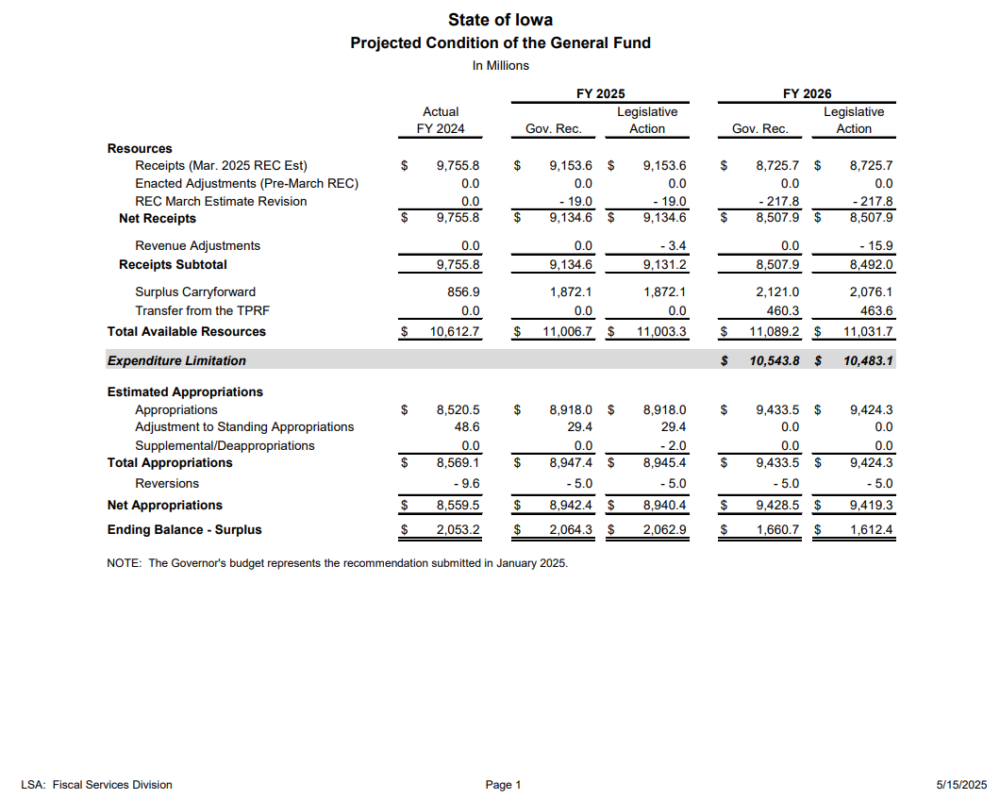 State of Iowa
Projected Condition of the General Fund
In Millions
FY 2025 FY 2026
Actual Legislative Legislative
FY 2024 Gov. Rec. Action Gov. Rec. Action
Resources
Receipts (Mar. 2025 REC Est) $ 9,755.8 $ 9,153.6 $ 9,153.6 $ 8,725.7 $ 8,725.7
Enacted Adjustments (Pre-March REC) 0.0 0.0 0.0 0.0 0.0
REC March Estimate Revision 0.0 - 19.0 - 19.0 - 217.8 - 217.8
Net Receipts $ 9,755.8 $ 9,134.6 $ 9,134.6 $ 8,507.9 $ 8,507.9
Revenue Adjustments 0.0 0.0 - 3.4 0.0 - 15.9
Receipts Subtotal 9,755.8 9,134.6 9,131.2 8,507.9 8,492.0
Surplus Carryforward 856.9 1,872.1 1,872.1 2,121.0 2,076.1
Transfer from the TPRF 0.0 0.0 0.0 460.3 463.6
Total Available Resources $ 10,612.7 $ 11,006.7 $ 11,003.3 $ 11,089.2 $ 11,031.7
Expenditure Limitation $ 10,543.8 $ 10,483.1
Estimated Appropriations
Appropriations $ 8,520.5 $ 8,918.0 $ 8,918.0 $ 9,433.5 $ 9,424.3
Adjustment to Standing Appropriations 48.6 29.4 29.4 0.0 0.0
Supplemental/Deappropriations 0.0 0.0 - 2.0 0.0 0.0
Total Appropriations $ 8,569.1 $ 8,947.4 $ 8,945.4 $ 9,433.5 $ 9,424.3
Reversions - 9.6 - 5.0 - 5.0 - 5.0 - 5.0
Net Appropriations $ 8,559.5 $ 8,942.4 $ 8,940.4 $ 9,428.5 $ 9,419.3
Ending Balance - Surplus $ 2,053.2 $ 2,064.3 $ 2,062.9 $ 1,660.7 $ 1,612.4
NOTE: The Governor's budget represents the recommendation submitted in January 2025.
LSA: Fiscal Services Division Page 1 5/15/2025